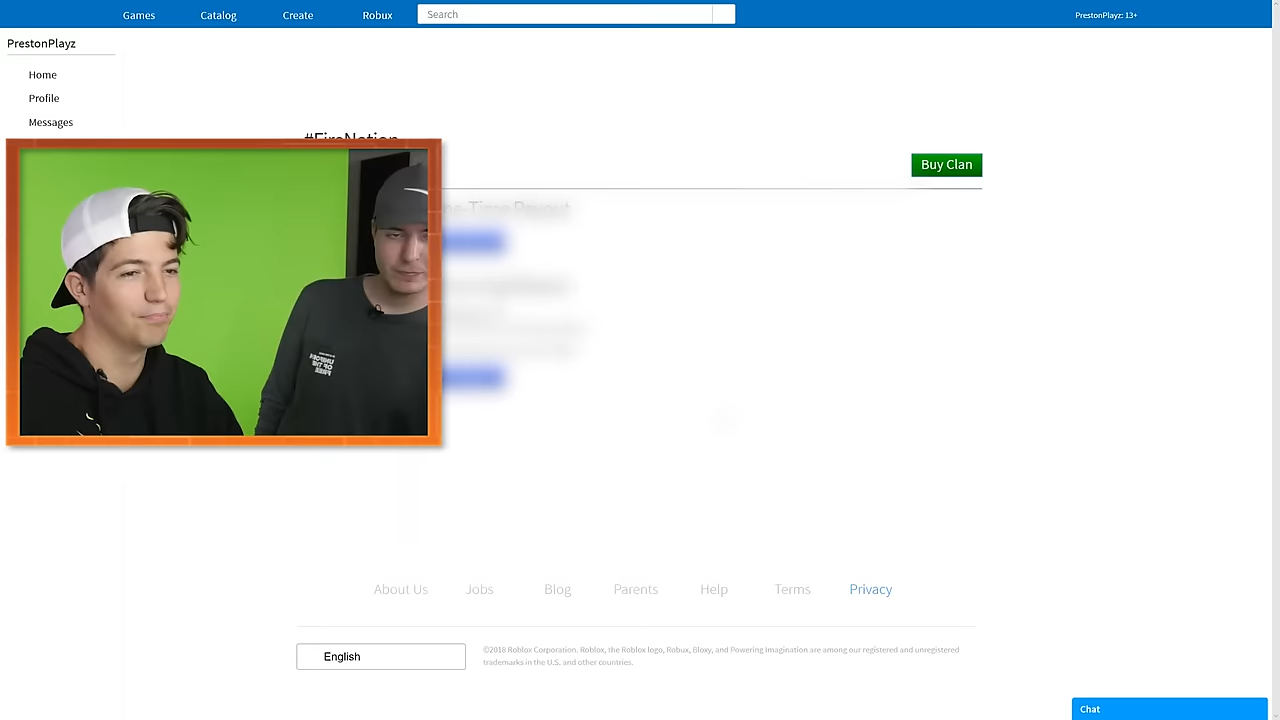 Games Catalog Create Robux Search PrestonPlayz: 13+
PrestonPlayz
Home
Profile
Messages
#FireNation
Buy Clan
About Us Jobs Blog Parents Help Terms Privacy
English
©2018 Roblox Corporation. Roblox, the Roblox logo, Robux, Bloxy, and Powering Imagination are among our registered and unregistered
trademarks in the U.S. and other countries.
Chat